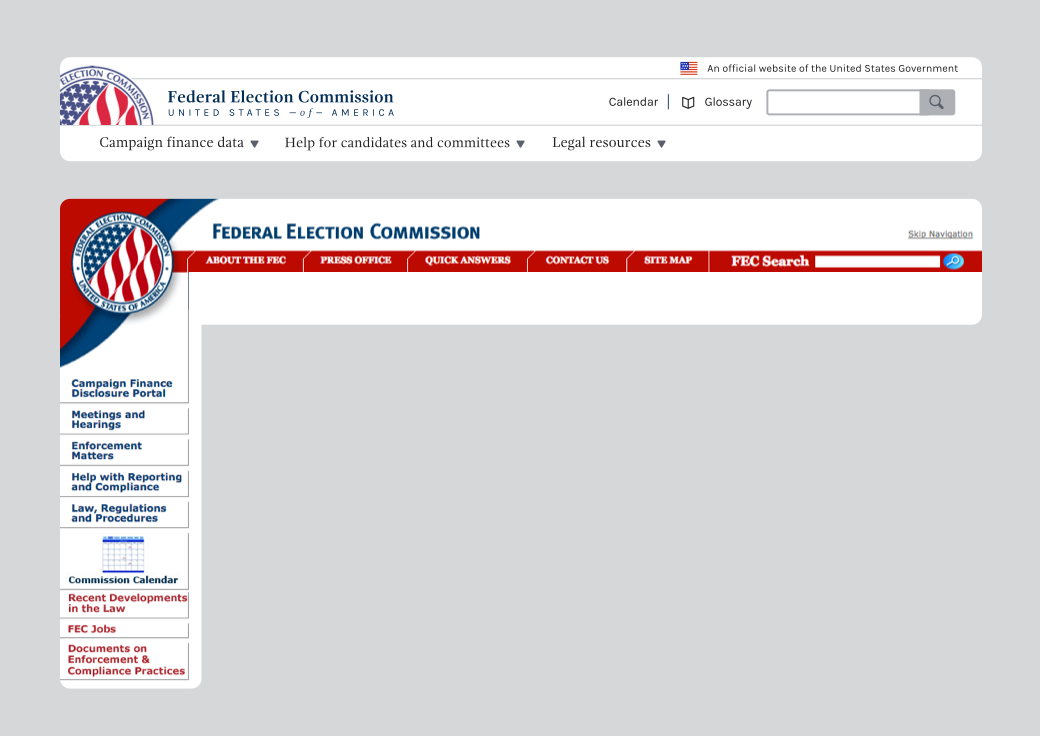 An official website of the United States Government
ELECTION COMMISSION
Federal Election Commission
UNITED STATES —of— AMERICA
Calendar
Glossary
Campaign finance data
Help for candidates and committees
Legal resources
FEDERAL ELECTION COMMISSION
UNITED STATES OF AMERICA
FEDERAL ELECTION COMMISSION
Skip Navigation
ABOUT THE FEC
PRESS OFFICE
QUICK ANSWERS
CONTACT US
SITE MAP
FEC Search
Campaign Finance
Disclosure Portal
Meetings and
Hearings
Enforcement
Matters
Help with Reporting
and Compliance
Law, Regulations
and Procedures
Commission Calendar
Recent Developments
in the Law
FEC Jobs
Documents on
Enforcement &
Compliance Practices